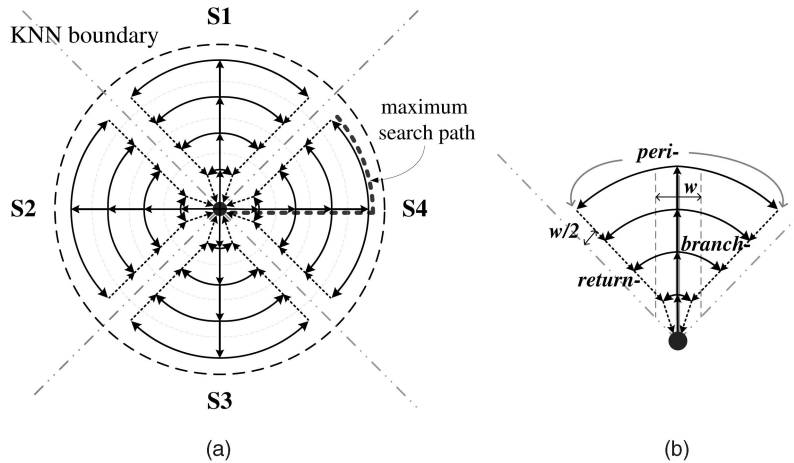 S1
KNN boundary
maximum
search path
S2
S4
S3
(a)
peri-
w
w/2
branch-
return-
(b)